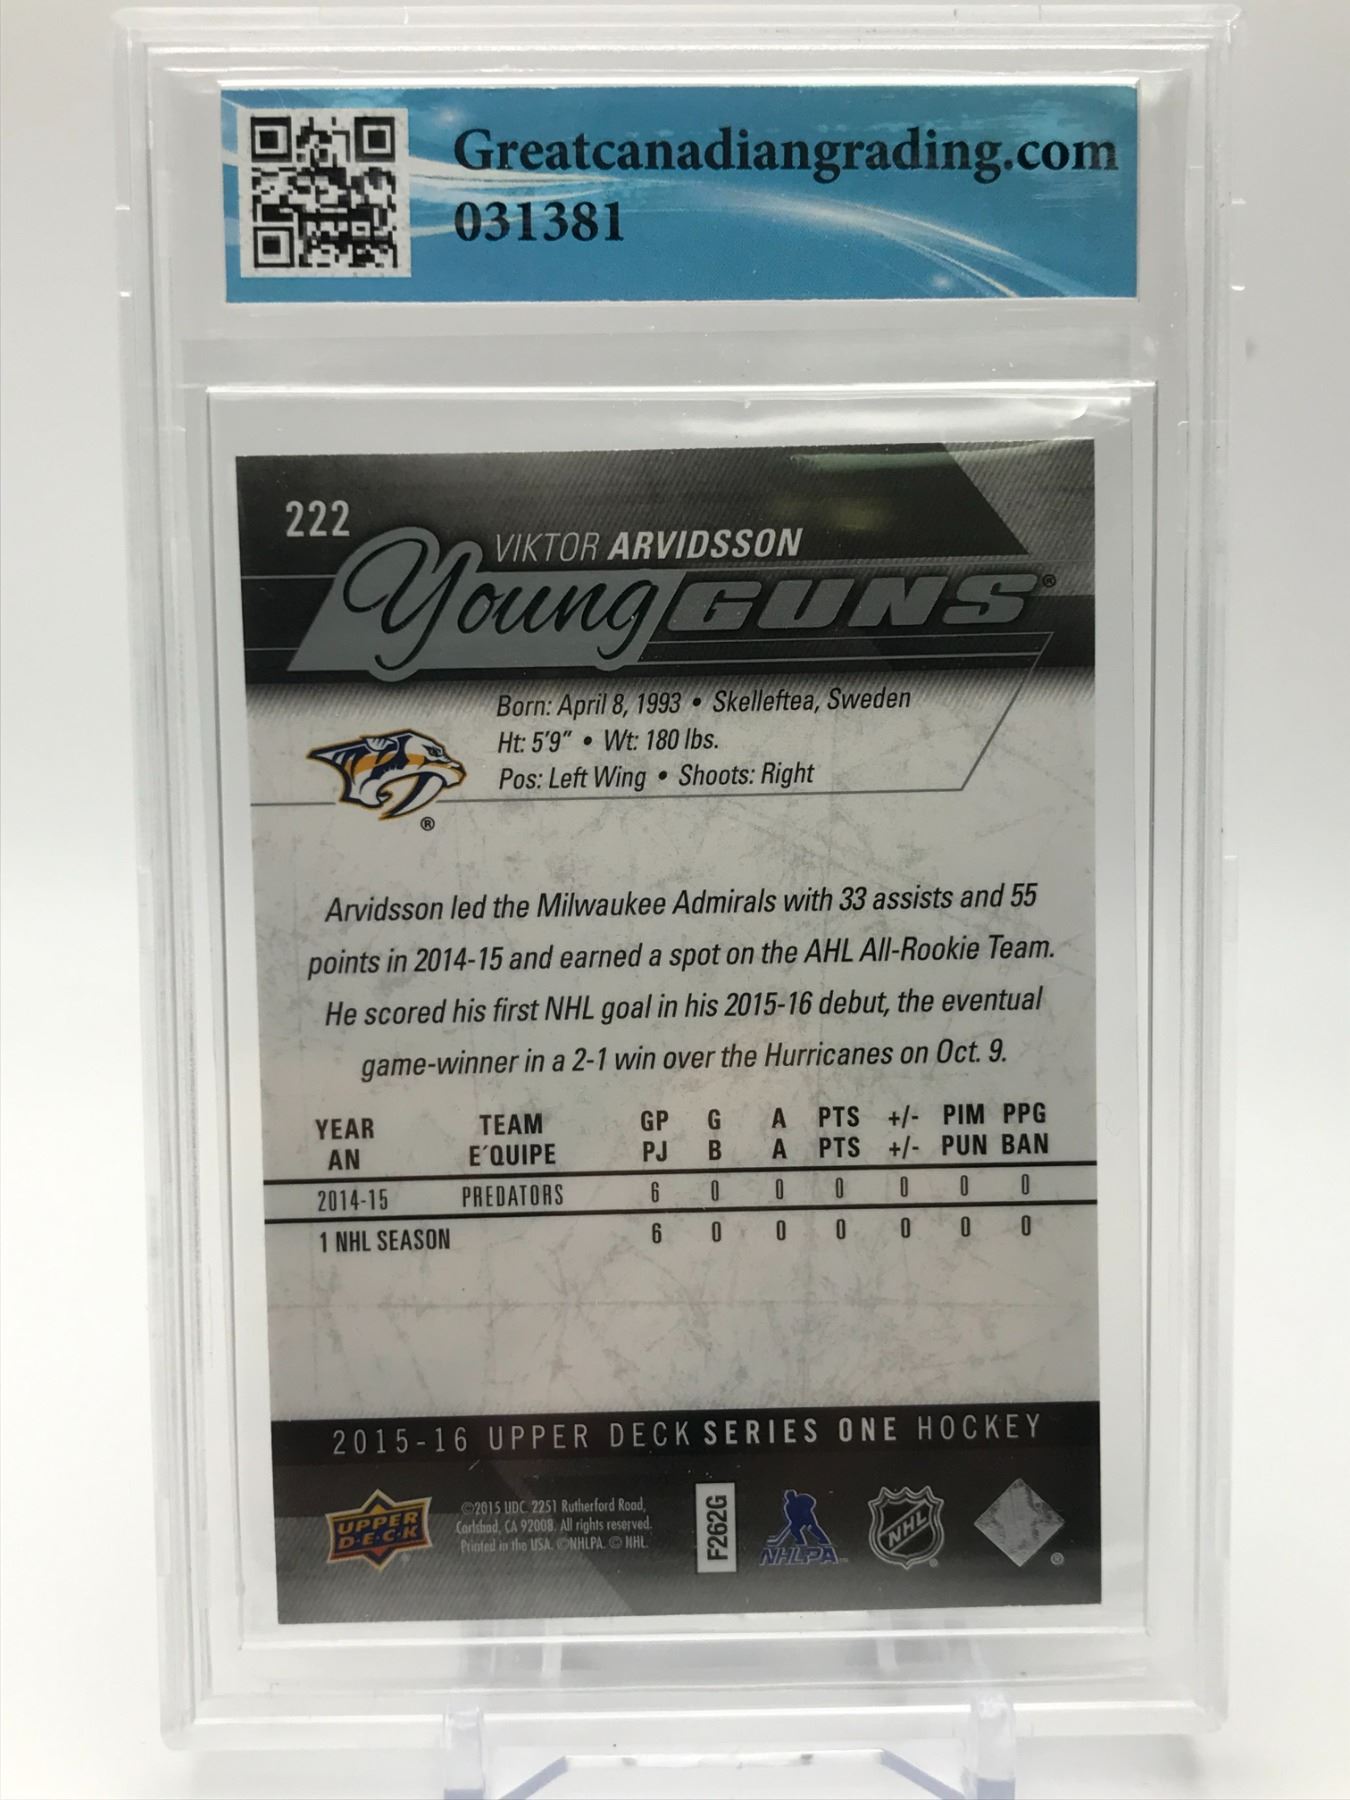 Greatcanadiangrading.com
031381
222
VIKTOR ARVIDSSON
Young GUNS®
Born: April 8, 1993 • Skelleftea, Sweden
Ht: 5'9" • Wt: 180 lbs.
Pos: Left Wing • Shoots: Right
®
Arvidsson led the Milwaukee Admirals with 33 assists and 55
points in 2014-15 and earned a spot on the AHL All-Rookie Team.
He scored his first NHL goal in his 2015-16 debut, the eventual
game-winner in a 2-1 win over the Hurricanes on Oct. 9.
YEAR TEAM GP G A PTS +/- PIM PPG
AN E´QUIPE PJ B A PTS +/- PUN BAN
2014-15 PREDATORS 6 0 0 0 0 0 0
1 NHL SEASON 6 0 0 0 0 0 0
2015-16 UPPER DECK SERIES ONE HOCKEY
UPPER
D·E·C·K
©2015 UDC. 2251 Rutherford Road,
Carlsbad, CA 92008. All rights reserved.
Printed in the USA. ©NHLPA. © NHL.
F262G
NHLPA
NHL
®